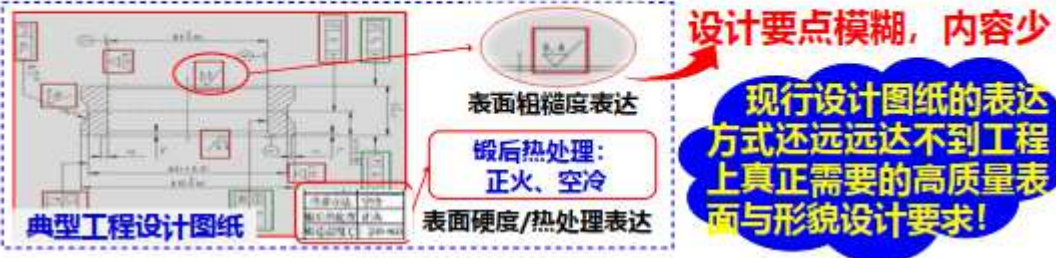 典型工程设计图纸
表面粗糙度表达
锻后热处理：
正火、空冷
表面硬度/热处理表达
设计要点模糊，内容少
现行设计图纸的表达
方式还远远达不到工程
上真正需要的高质量表
面与形貌设计要求！